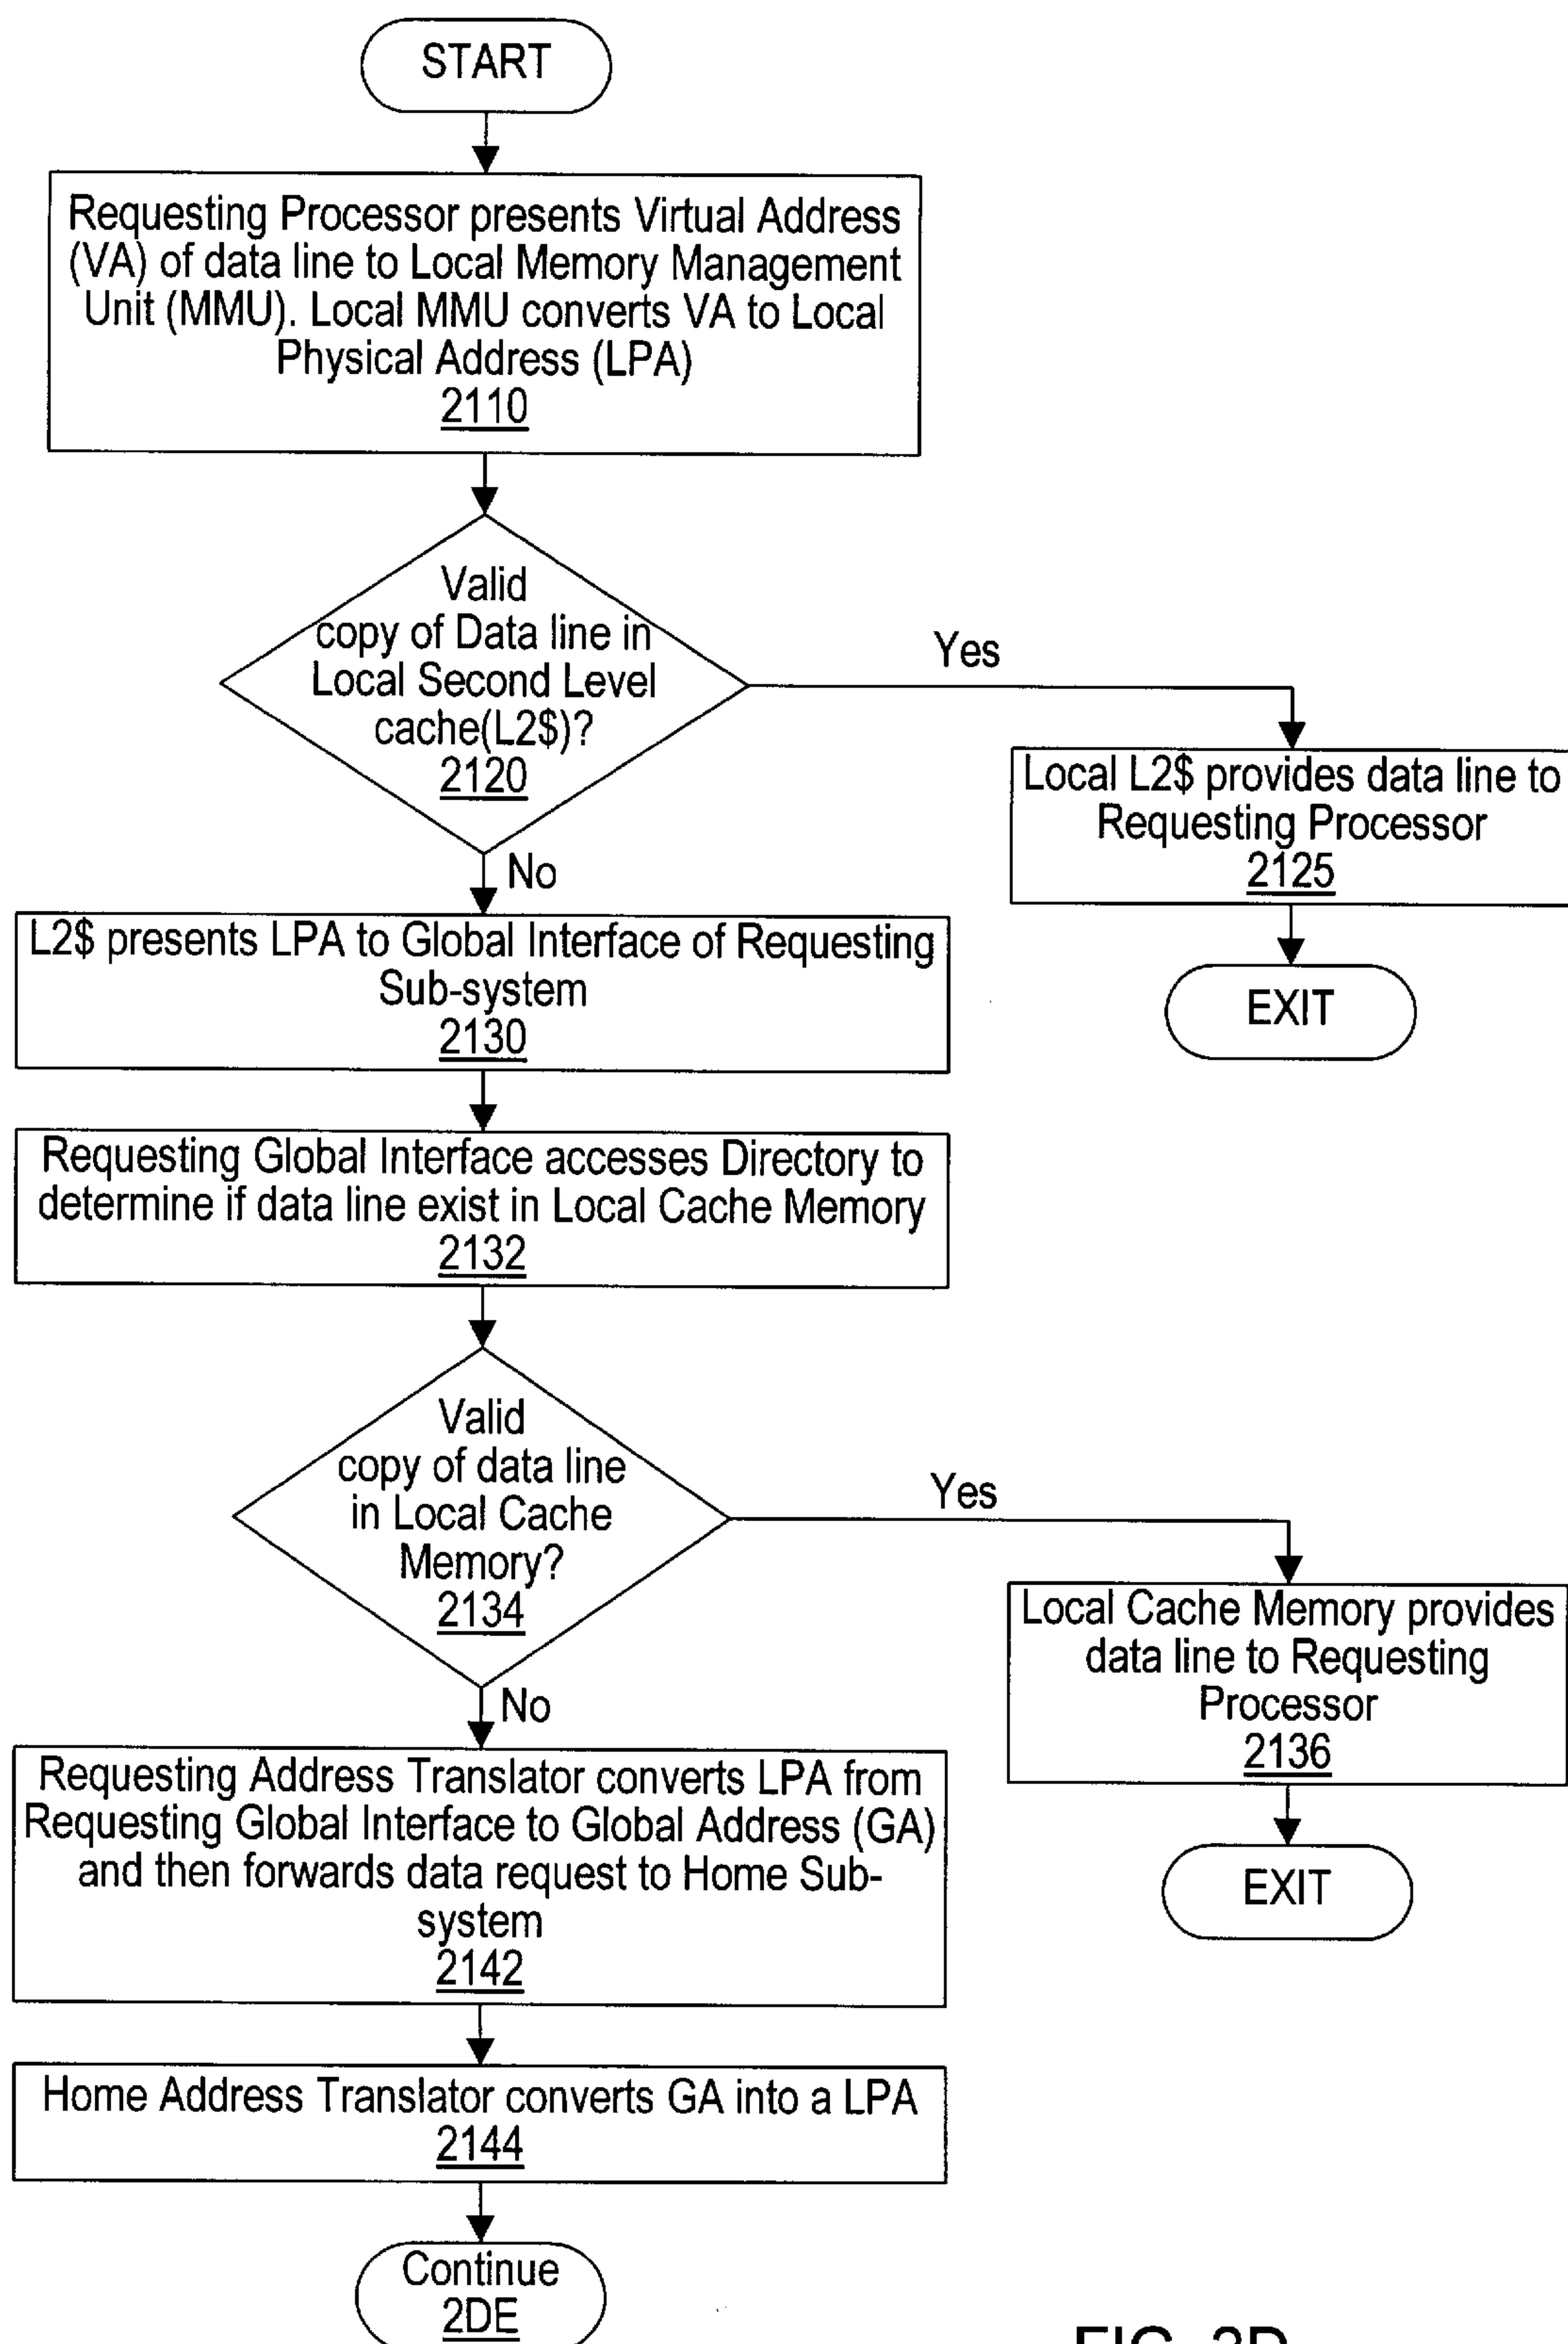 START
Requesting Processor presents Virtual Address
(VA) of data line to Local Memory Management
Unit (MMU). Local MMU converts VA to Local
Physical Address (LPA)
2110
Valid
copy of Data line in
Local Second Level
cache(L2$)?
2120
Yes
Local L2$ provides data line to
Requesting Processor
2125
EXIT
No
L2$ presents LPA to Global Interface of Requesting
Sub-system
2130
Requesting Global Interface accesses Directory to
determine if data line exist in Local Cache Memory
2132
Valid
copy of data line
in Local Cache
Memory?
2134
Yes
Local Cache Memory provides
data line to Requesting
Processor
2136
EXIT
No
Requesting Address Translator converts LPA from
Requesting Global Interface to Global Address (GA)
and then forwards data request to Home Sub-
system
2142
Home Address Translator converts GA into a LPA
2144
Continue
2DE